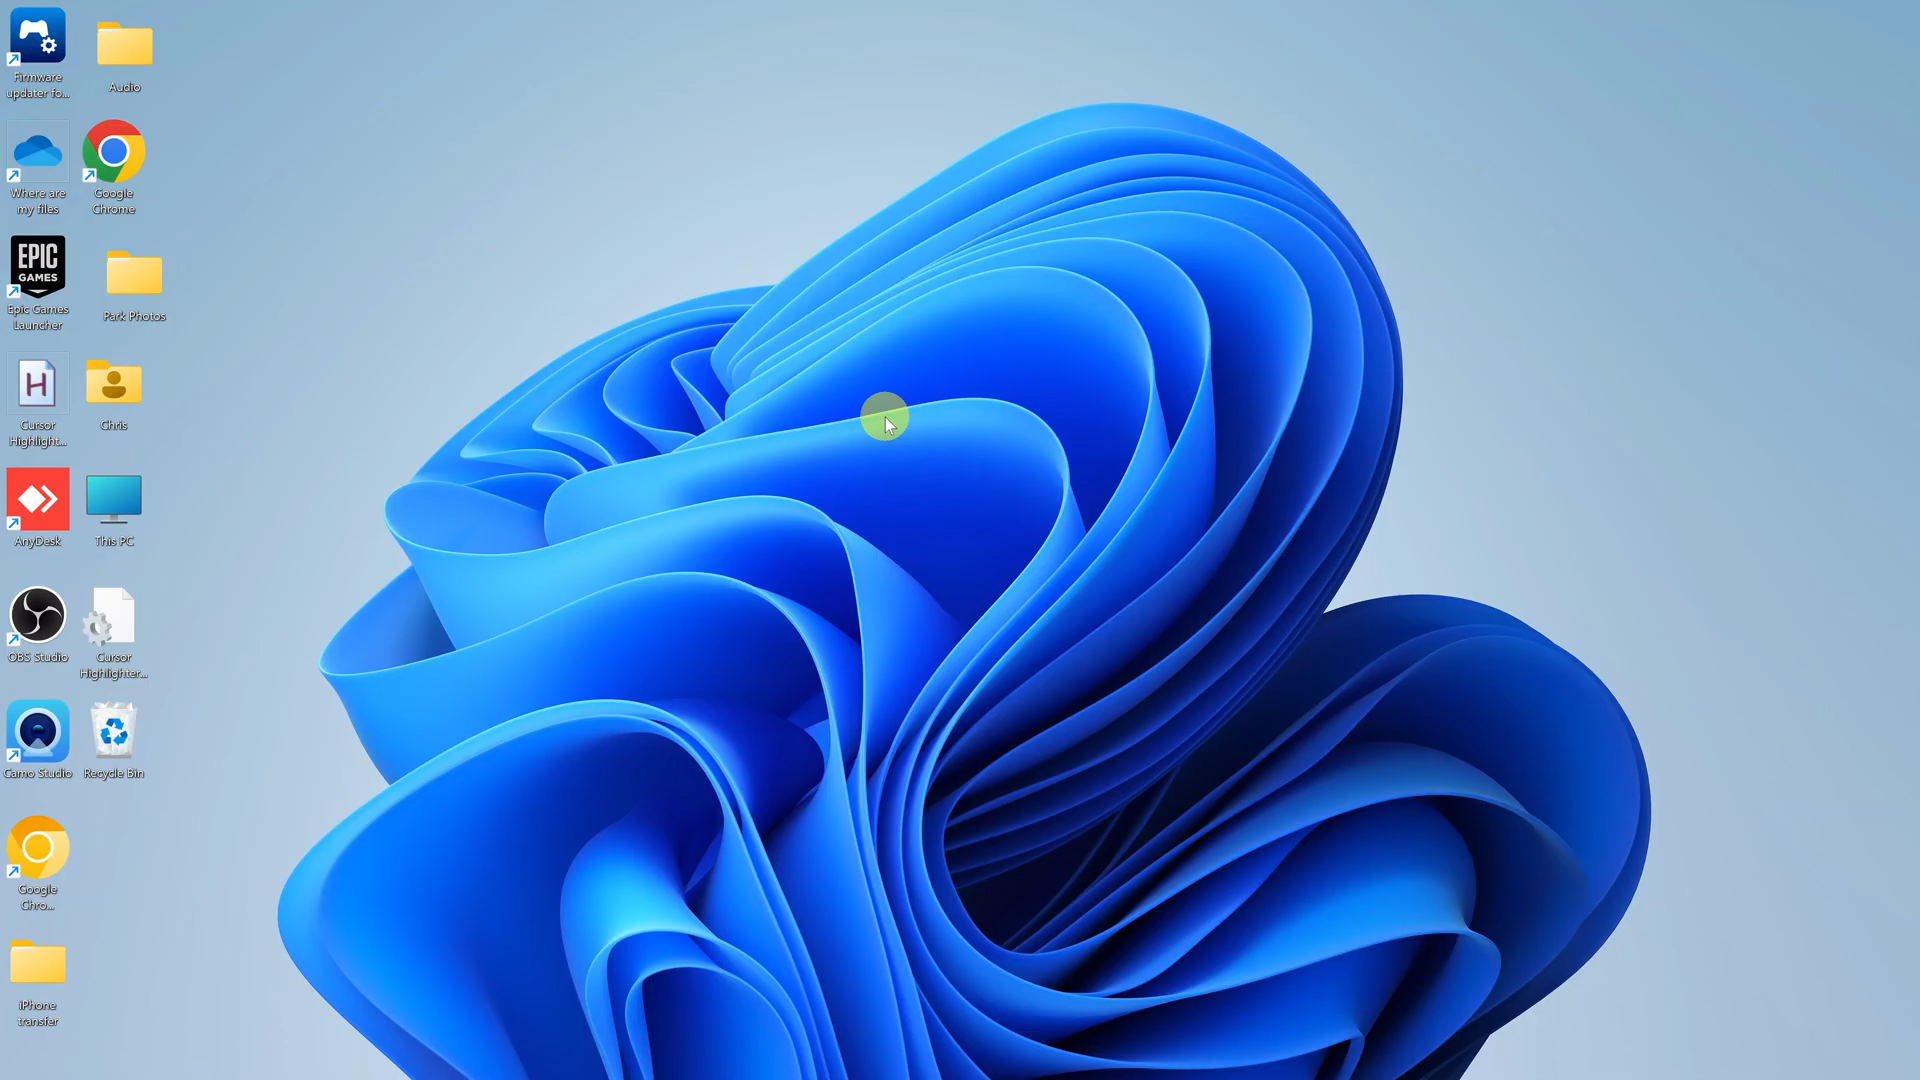 Firmware
updater fo...
Audio
Where are
my files
Google
Chrome
EPIC
GAMES
Epic Games
Launcher
Park Photos
H
Cursor
Highlight...
Chris
AnyDesk
This PC
OBS Studio
Cursor
Highlighter...
Camo Studio
Recycle Bin
Google
Chro...
iPhone
transfer